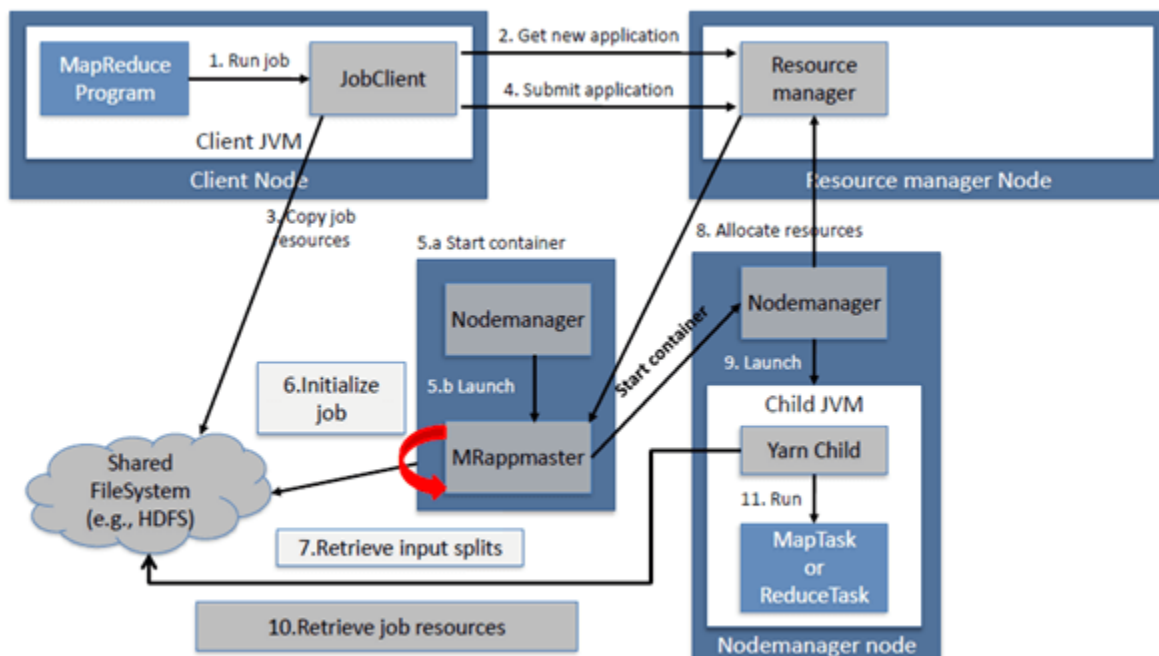 MapReduce
Program
1. Run job
JobClient
Client JVM
Client Node
2. Get new application
4. Submit application
Resource
manager
Resource manager Node
3. Copy job
resources
5.a Start container
8. Allocate resources
Nodemanager
5.b Launch
MRappmaster
Start container
Nodemanager
9. Launch
Child JVM
Yarn Child
11. Run
MapTask
or
ReduceTask
Nodemanager node
6.Initialize
job
Shared
FileSystem
(e.g., HDFS)
7.Retrieve input splits
10.Retrieve job resources